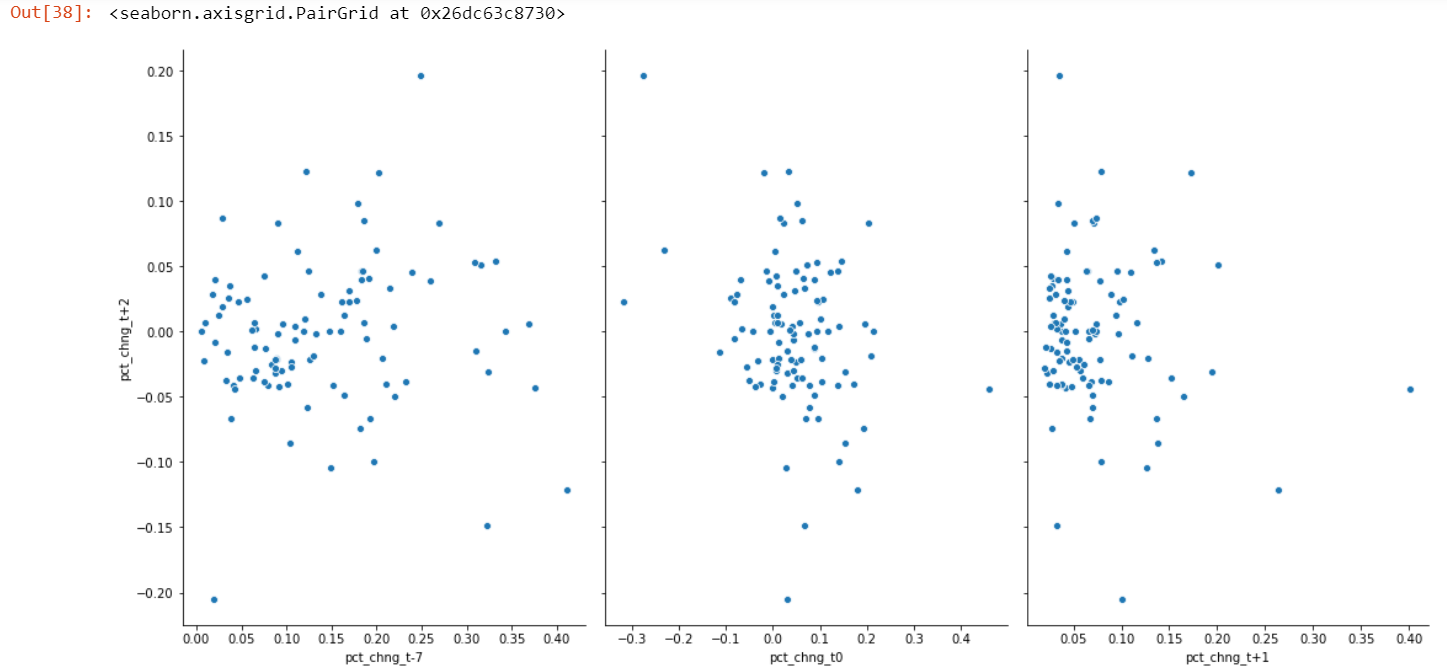 Out[38]: <seaborn.axisgrid.PairGrid at 0x26dc63c8730>
0.20
0.15
0.10
0.05
0.00
−0.05
−0.10
−0.15
−0.20
pct_chng_t+2
0.00 0.05 0.10 0.15 0.20 0.25 0.30 0.35 0.40
pct_chng_t-7
−0.3 −0.2 −0.1 0.0 0.1 0.2 0.3 0.4
pct_chng_t0
0.05 0.10 0.15 0.20 0.25 0.30 0.35 0.40
pct_chng_t+1